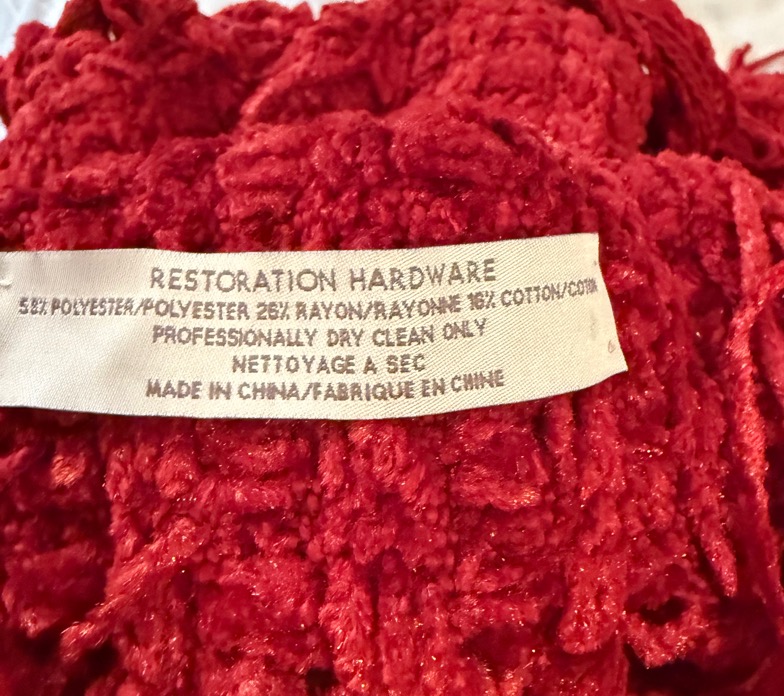 RESTORATION HARDWARE
58% POLYESTER/POLYESTER 26% RAYON/RAYONNE 16% COTTON/COTON
PROFESSIONALLY DRY CLEAN ONLY
NETTOYAGE A SEC
MADE IN CHINA/FABRIQUE EN CHINE